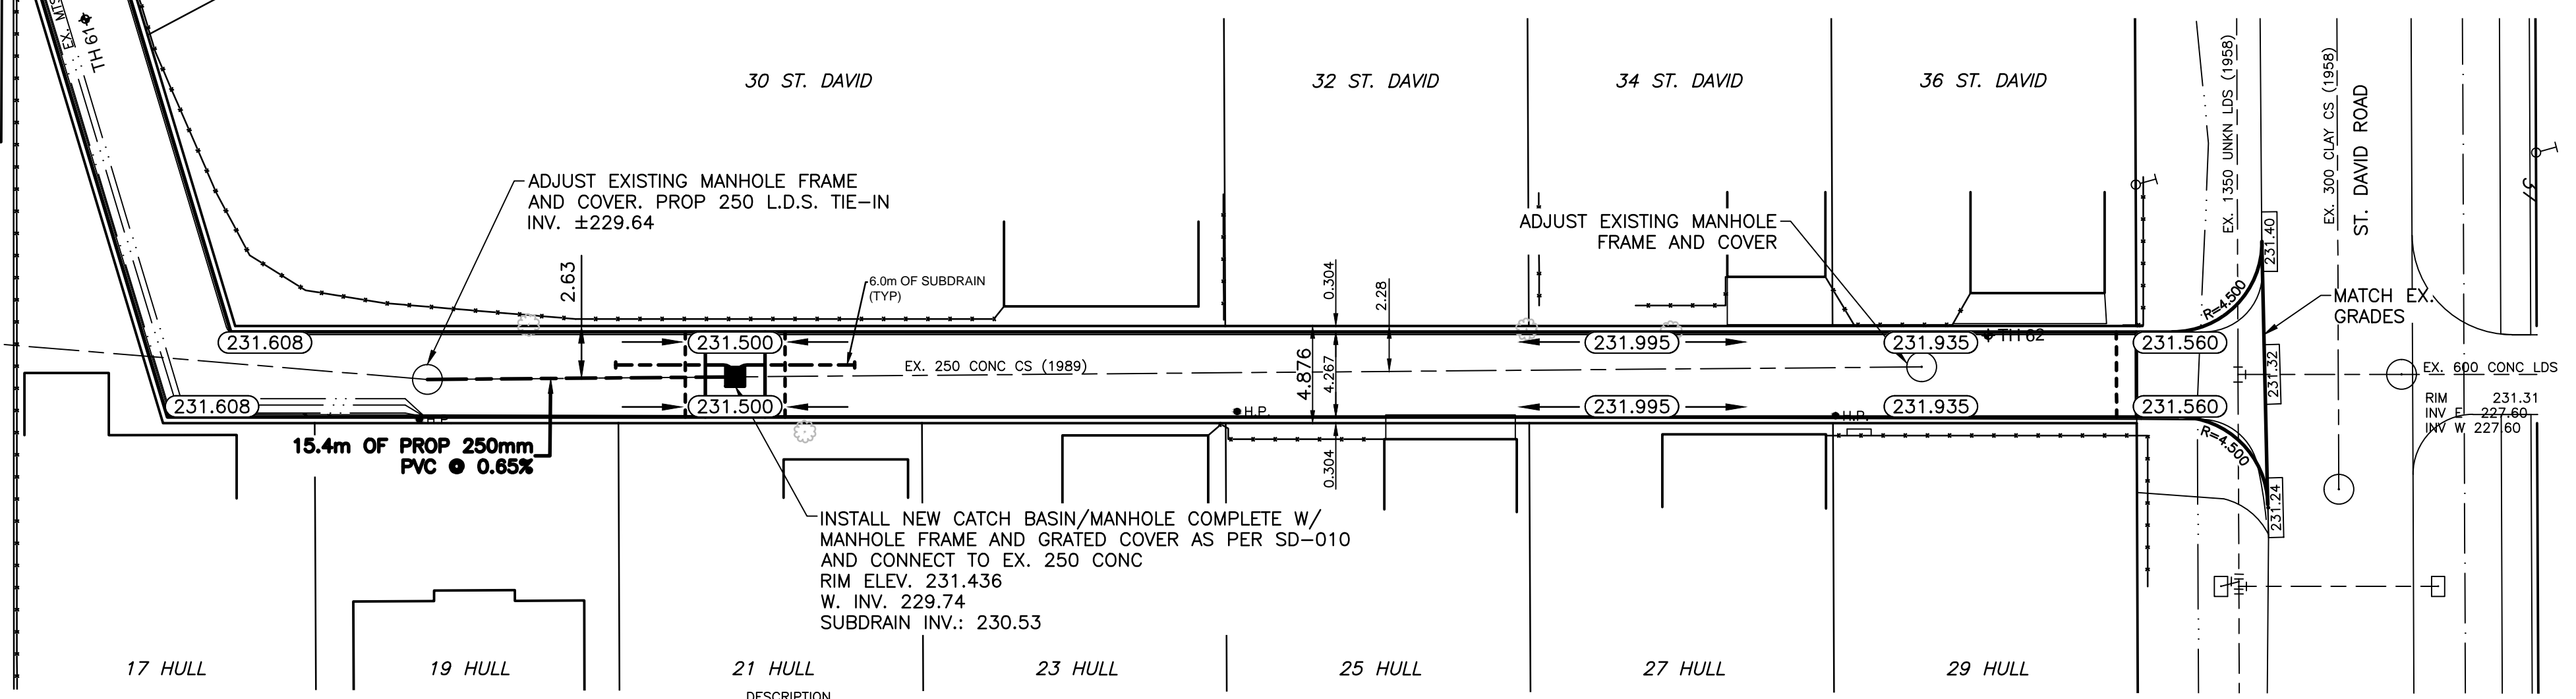 EX. MTS
TH 61
30 ST. DAVID
32 ST. DAVID
34 ST. DAVID
36 ST. DAVID
EX. 1350 UNKN LDS (1958)
EX. 300 CLAY CS (1958)
ST. DAVID ROAD
37
ADJUST EXISTING MANHOLE FRAME
AND COVER. PROP 250 L.D.S. TIE-IN
INV. ±229.64
ADJUST EXISTING MANHOLE
FRAME AND COVER
2.63
6.0m OF SUBDRAIN
(TYP)
0.304
2.28
231.40
R=4.500
MATCH EX.
GRADES
231.608
231.500
231.995
231.935
TH 62
231.560
EX. 250 CONC CS (1989)
4.876
4.267
231.32
EX. 600 CONC LDS
RIM 231.31
INV E 227.60
INV W 227.60
231.608
231.500
H.P.
231.995
H.P.
231.935
231.560
H.P.
R=4.500
0.304
231.24
15.4m OF PROP 250mm
PVC @ 0.65%
INSTALL NEW CATCH BASIN/MANHOLE COMPLETE W/
MANHOLE FRAME AND GRATED COVER AS PER SD-010
AND CONNECT TO EX. 250 CONC
RIM ELEV. 231.436
W. INV. 229.74
SUBDRAIN INV.: 230.53
17 HULL
19 HULL
21 HULL
23 HULL
25 HULL
27 HULL
29 HULL
DESCRIPTION